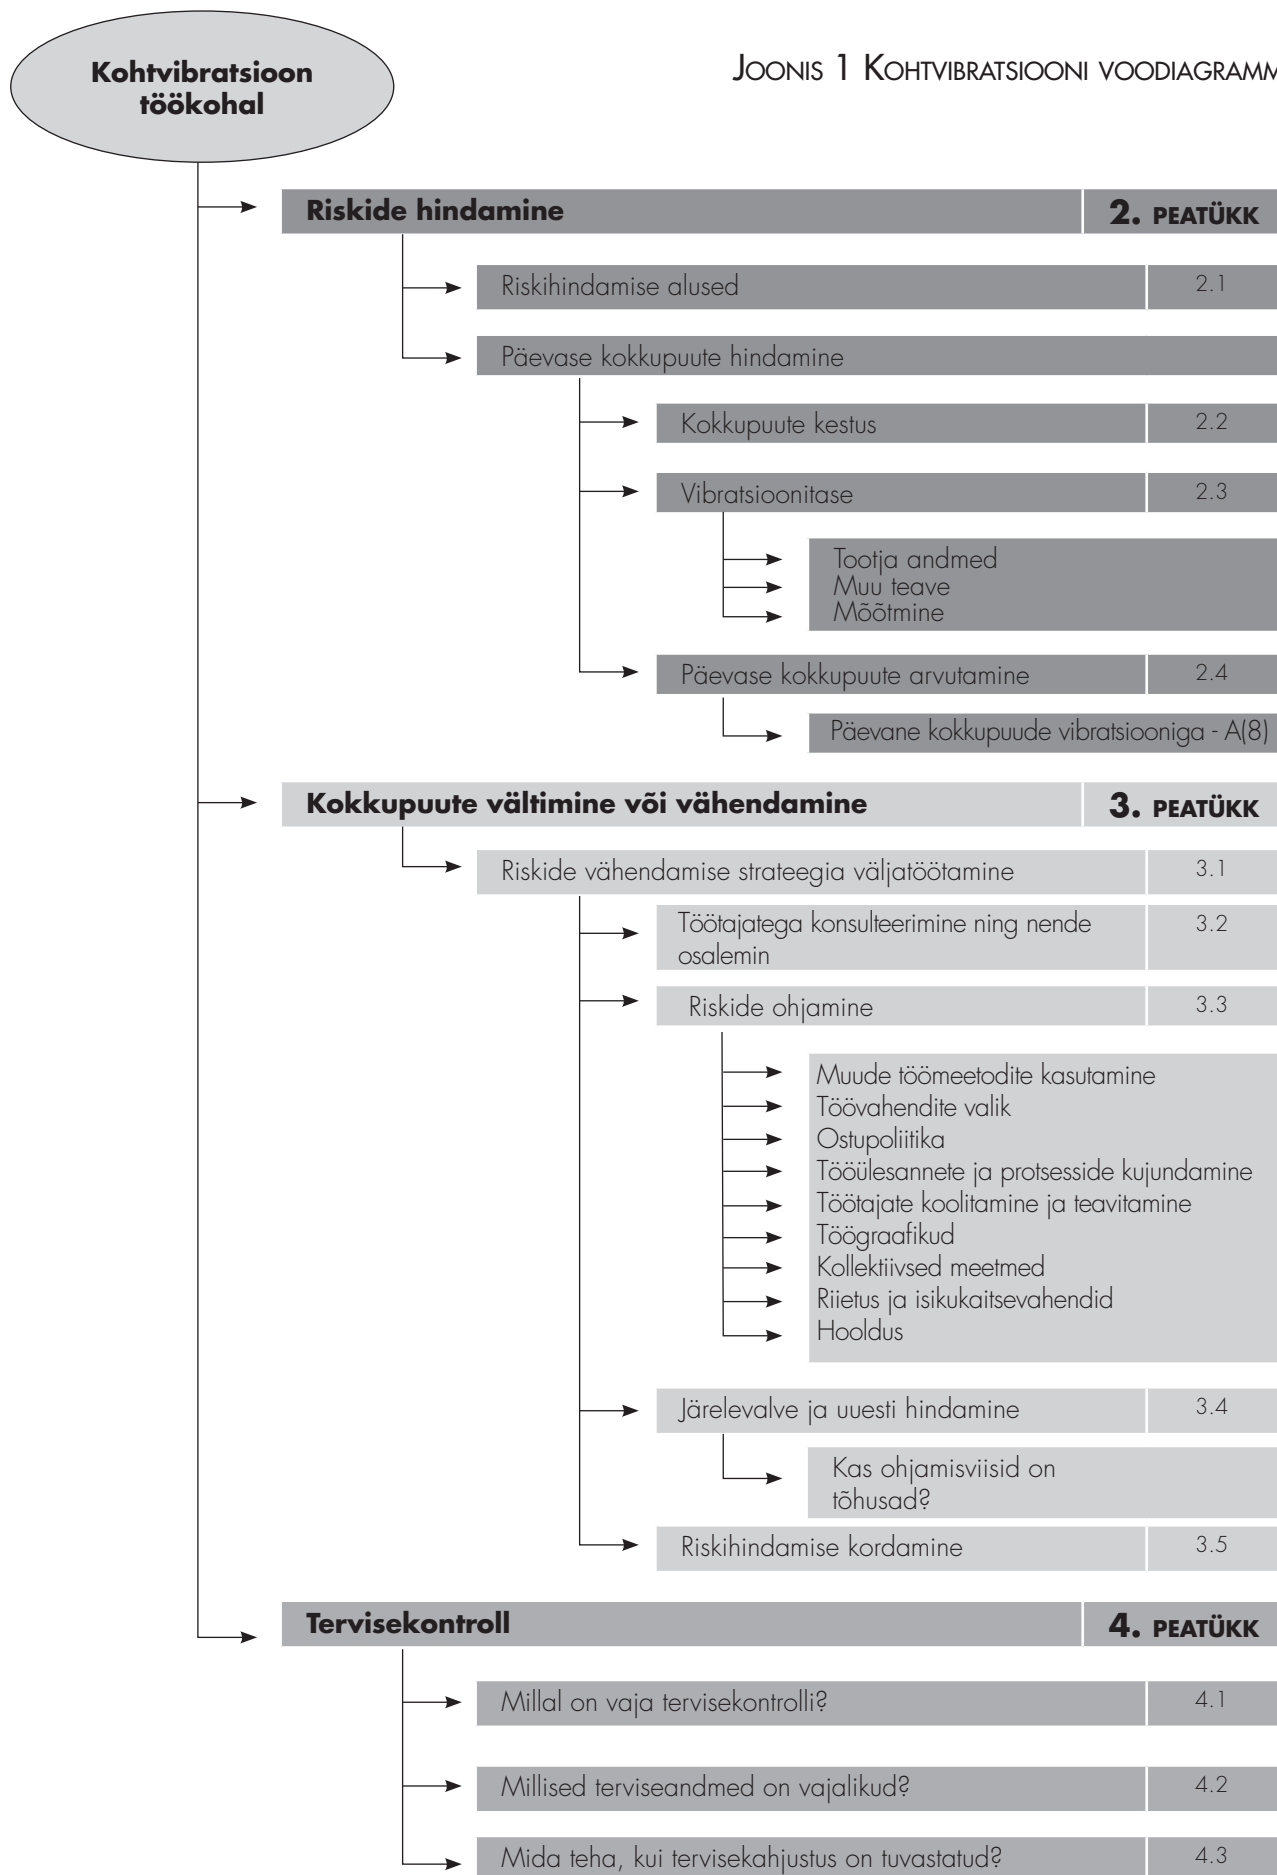 Kohtvibratsioon
töökohal
JOONIS 1 KOHTVIBRATSIOONI VOODIAGRAMM
Riskide hindamine 2. PEATÜKK
Riskihindamise alused 2.1
Päevase kokkupuute hindamine
Kokkupuute kestus 2.2
Vibratsioonitase 2.3
Tootja andmed
Muu teave
Mõõtmine
Päevase kokkupuute arvutamine 2.4
Päevane kokkupuude vibratsiooniga - A(8)
Kokkupuute vältimine või vähendamine 3. PEATÜKK
Riskide vähendamise strateegia väljatöötamine 3.1
Töötajatega konsulteerimine ning nende 3.2
osalemin
Riskide ohjamine 3.3
Muude töömeetodite kasutamine
Töövahendite valik
Ostupoliitika
Tööülesannete ja protsesside kujundamine
Töötajate koolitamine ja teavitamine
Töögraafikud
Kollektiivsed meetmed
Riietus ja isikukaitsevahendid
Hooldus
Järelevalve ja uuesti hindamine 3.4
Kas ohjamisviisid on
tõhusad?
Riskihindamise kordamine 3.5
Tervisekontroll 4. PEATÜKK
Millal on vaja tervisekontrolli? 4.1
Millised terviseandmed on vajalikud? 4.2
Mida teha, kui tervisekahjustus on tuvastatud? 4.3